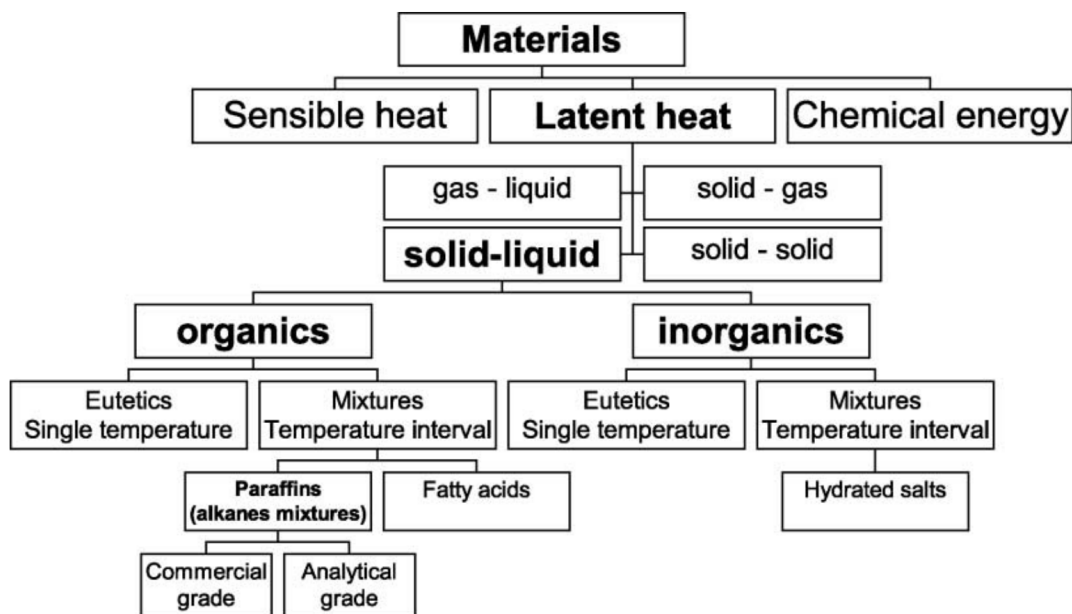 Materials
Sensible heat
Latent heat
Chemical energy
gas - liquid
solid - gas
solid-liquid
solid - solid
organics
inorganics
Eutetics
Single temperature
Mixtures
Temperature interval
Eutetics
Single temperature
Mixtures
Temperature interval
Paraffins
(alkanes mixtures)
Fatty acids
Hydrated salts
Commercial
grade
Analytical
grade